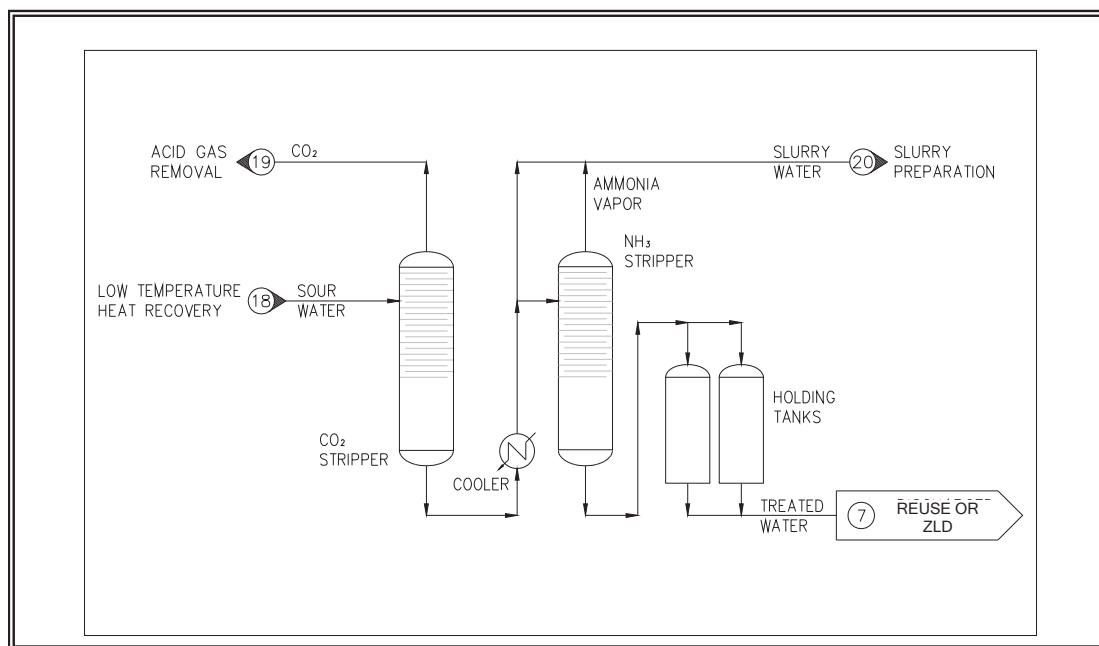 ACID GAS
REMOVAL
19
CO₂
SLURRY
WATER
20
SLURRY
PREPARATION
AMMONIA
VAPOR
NH₃
STRIPPER
LOW TEMPERATURE
HEAT RECOVERY
18
SOUR
WATER
HOLDING
TANKS
CO₂
STRIPPER
COOLER
TREATED
WATER
7
REUSE OR
ZLD